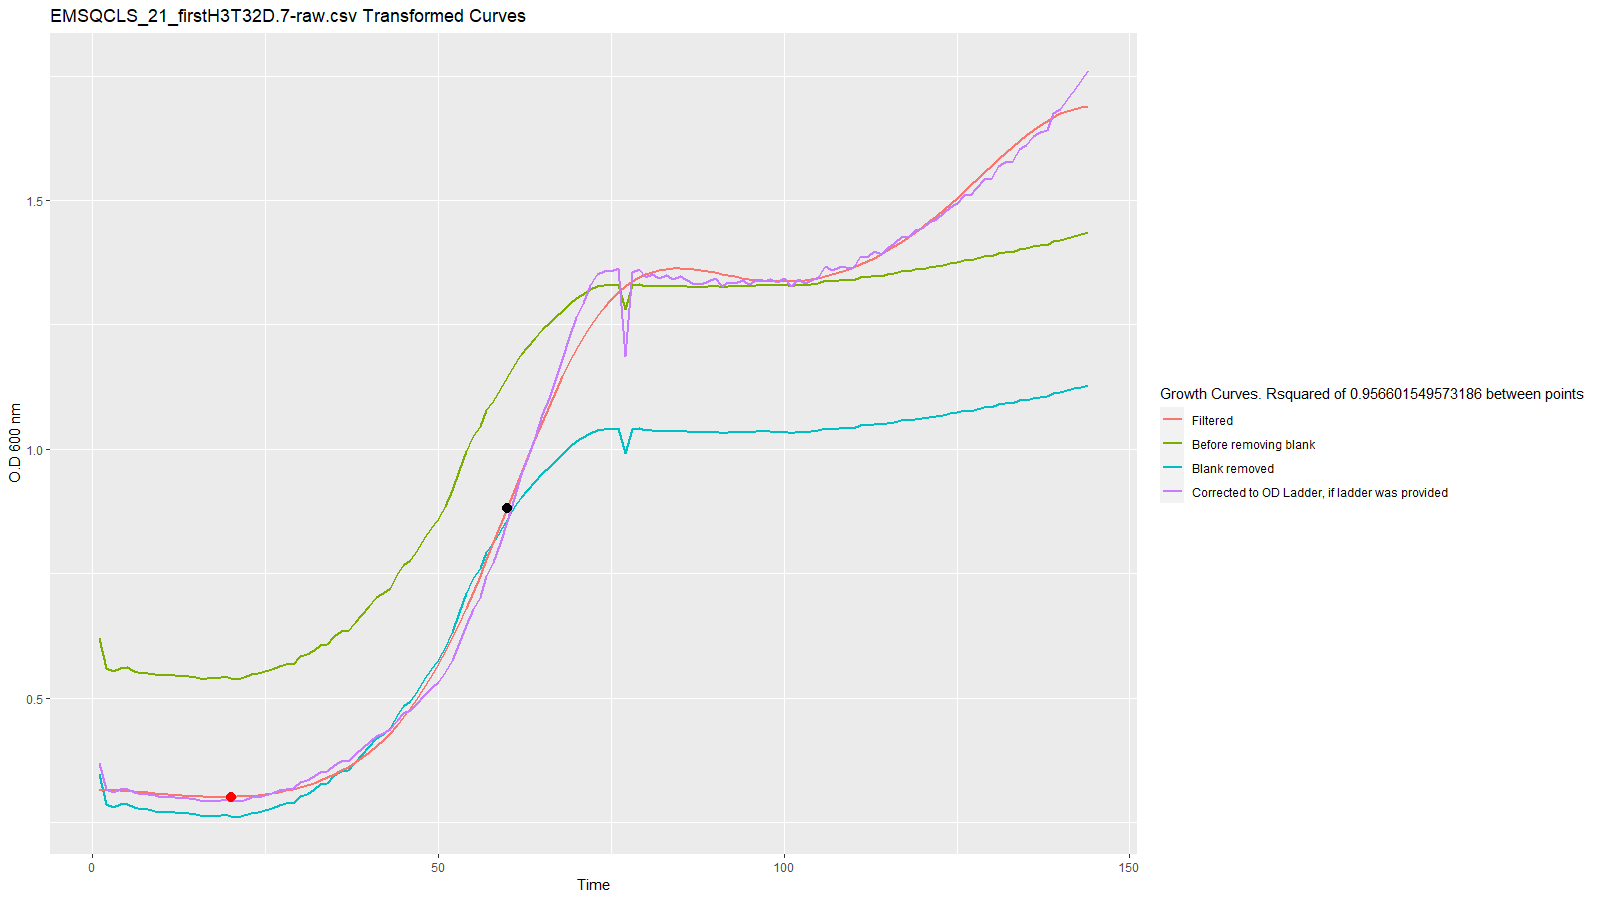 EMSQCLS_21_firstH3T32D.7-raw.csv Transformed Curves
O.D 600 nm
1.5
1.0
0.5
0
50
100
150
Time
Growth Curves. Rsquared of 0.956601549573186 between points
Filtered
Before removing blank
Blank removed
Corrected to OD Ladder, if ladder was provided